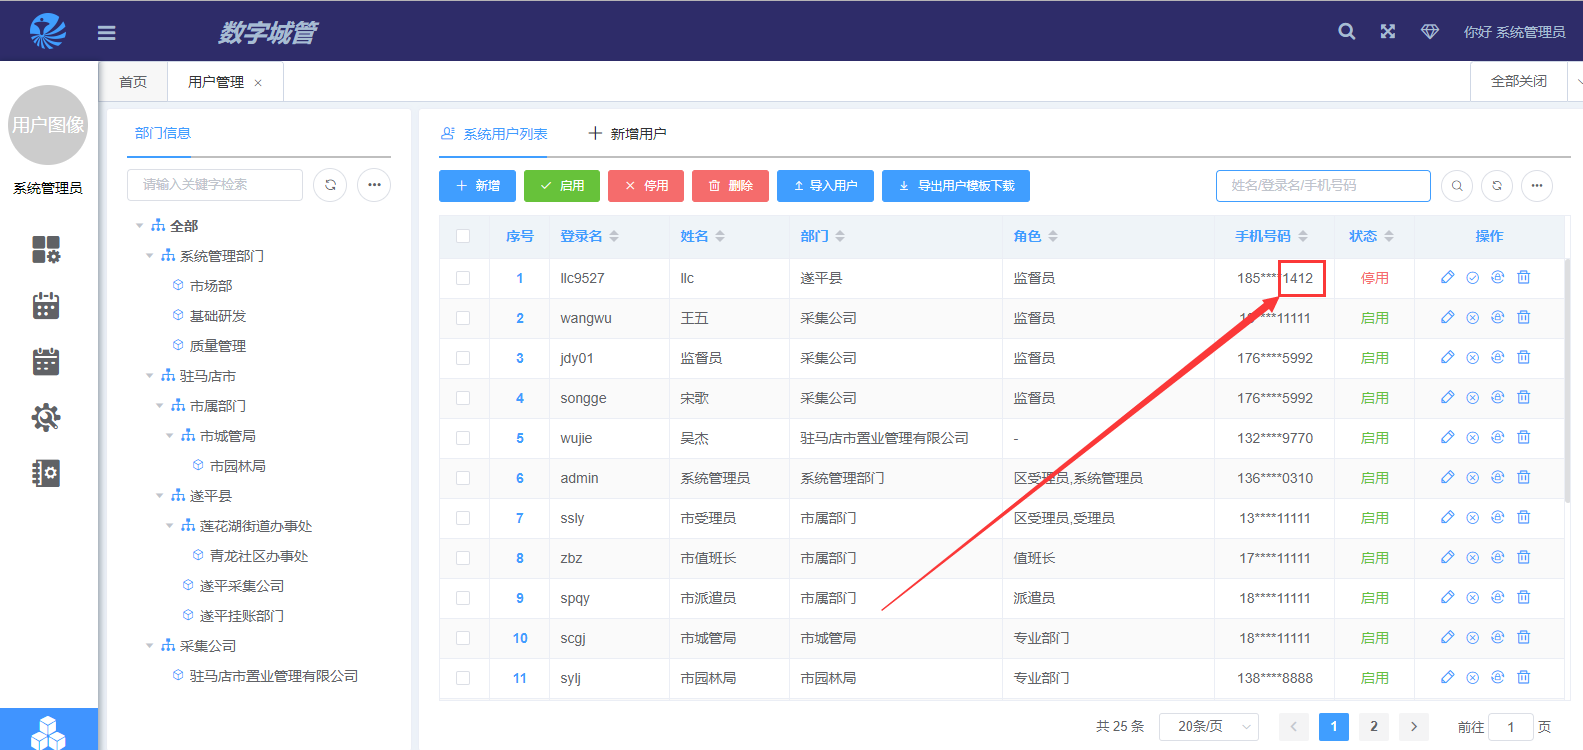 数字城管
你好 系统管理员
用户图像
系统管理员
首页 用户管理 × 全部关闭
部门信息
请输入关键字检索
全部
系统管理部门
市场部
基础研发
质量管理
驻马店市
市属部门
市城管局
市园林局
遂平县
莲花湖街道办事处
青龙社区办事处
遂平采集公司
遂平挂账部门
采集公司
驻马店市置业管理有限公司
系统用户列表 新增用户
新增 启用 停用 删除 导入用户 导出用户模板下载 姓名/登录名/手机号码
序号 登录名 姓名 部门 角色 手机号码 状态 操作
1 llc9527 llc 遂平县 监督员 185****1412 停用
2 wangwu 王五 采集公司 监督员 ****11111 启用
3 jdy01 监督员 采集公司 监督员 176****5992 启用
4 songge 宋歌 采集公司 监督员 176****5992 启用
5 wujie 吴杰 驻马店市置业管理有限公司 - 132****9770 启用
6 admin 系统管理员 系统管理部门 区受理员,系统管理员 136****0310 启用
7 ssly 市受理员 市属部门 区受理员,受理员 13****11111 启用
8 zbz 市值班长 市属部门 值班长 17****11111 启用
9 spqy 市派遣员 市属部门 派遣员 18****11111 启用
10 scgj 市城管局 市城管局 专业部门 18****11111 启用
11 sylj 市园林局 市园林局 专业部门 138****8888 启用
共 25 条 20条/页 1 2 前往 1 页